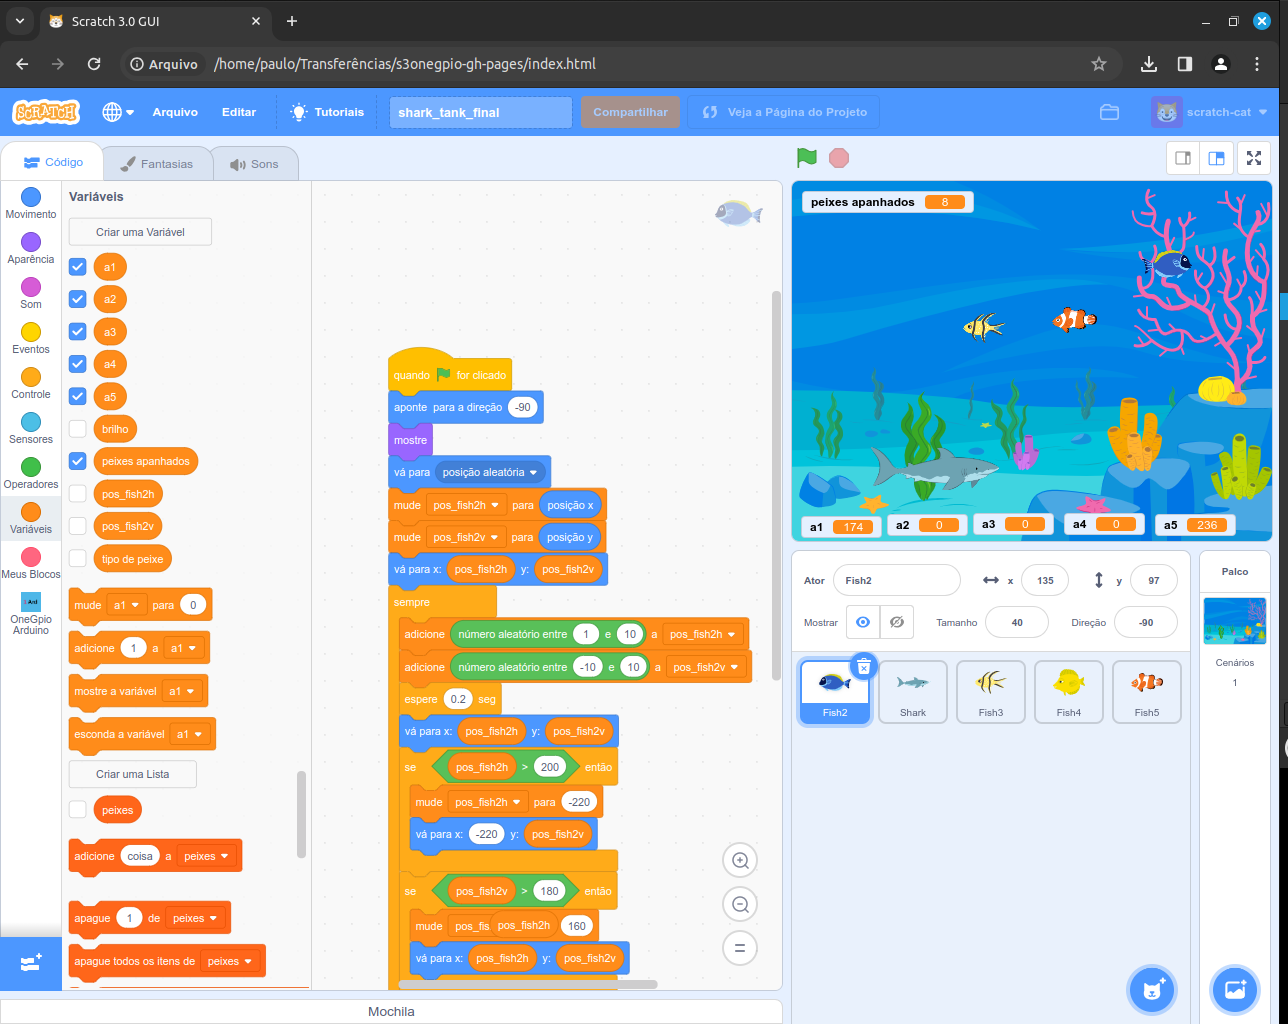 Scratch 3.0 GUI
Arquivo /home/paulo/Transferências/s3onegpio-gh-pages/index.html
SCRATCH Arquivo Editar Tutoriais shark_tank_final Compartilhar Veja a Página do Projeto scratch-cat
Código Fantasias Sons
Movimento
Aparência
Som
Eventos
Controle
Sensores
Operadores
Variáveis
Meus Blocos
OneGpio
Arduino
Variáveis
Criar uma Variável
a1
a2
a3
a4
a5
brilho
peixes apanhados
pos_fish2h
pos_fish2v
tipo de peixe
mude a1 para 0
adicione 1 a a1
mostre a variável a1
esconda a variável a1
Criar uma Lista
peixes
adicione coisa a peixes
apague 1 de peixes
apague todos os itens de peixes
quando for clicado
aponte para a direção -90
mostre
vá para posição aleatória
mude pos_fish2h para posição x
mude pos_fish2v para posição y
vá para x: pos_fish2h y: pos_fish2v
sempre
adicione número aleatório entre 1 e 10 a pos_fish2h
adicione número aleatório entre -10 e 10 a pos_fish2v
espere 0.2 seg
vá para x: pos_fish2h y: pos_fish2v
se pos_fish2h > 200 então
mude pos_fish2h para -220
vá para x: -220 y: pos_fish2v
se pos_fish2v > 180 então
mude pos_fis pos_fish2h 160
vá para x: pos_fish2h y: pos_fish2v
Mochila
peixes apanhados 8
a1 174 a2 0 a3 0 a4 0 a5 236
Ator Fish2 x 135 y 97
Mostrar Tamanho 40 Direção -90
Fish2 Shark Fish3 Fish4 Fish5
Palco
Cenários
1